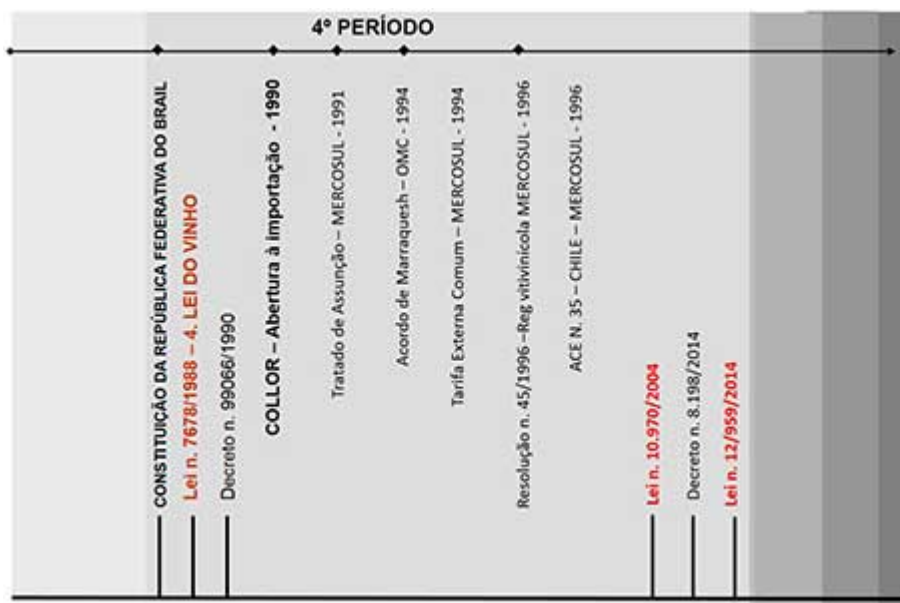 4º PERÍODO
CONSTITUIÇÃO DA REPÚBLICA FEDERATIVA DO BRAIL
Lei n. 7678/1988 – 4. LEI DO VINHO
Decreto n. 99066/1990
COLLOR – Abertura à importação - 1990
Tratado de Assunção – MERCOSUL - 1991
Acordo de Marraquesh – OMC - 1994
Tarifa Externa Comum – MERCOSUL - 1994
Resolução n. 45/1996 –Reg vitivinícola MERCOSUL - 1996
ACE N. 35 – CHILE – MERCOSUL - 1996
Lei n. 10.970/2004
Decreto n. 8.198/2014
Lei n. 12/959/2014